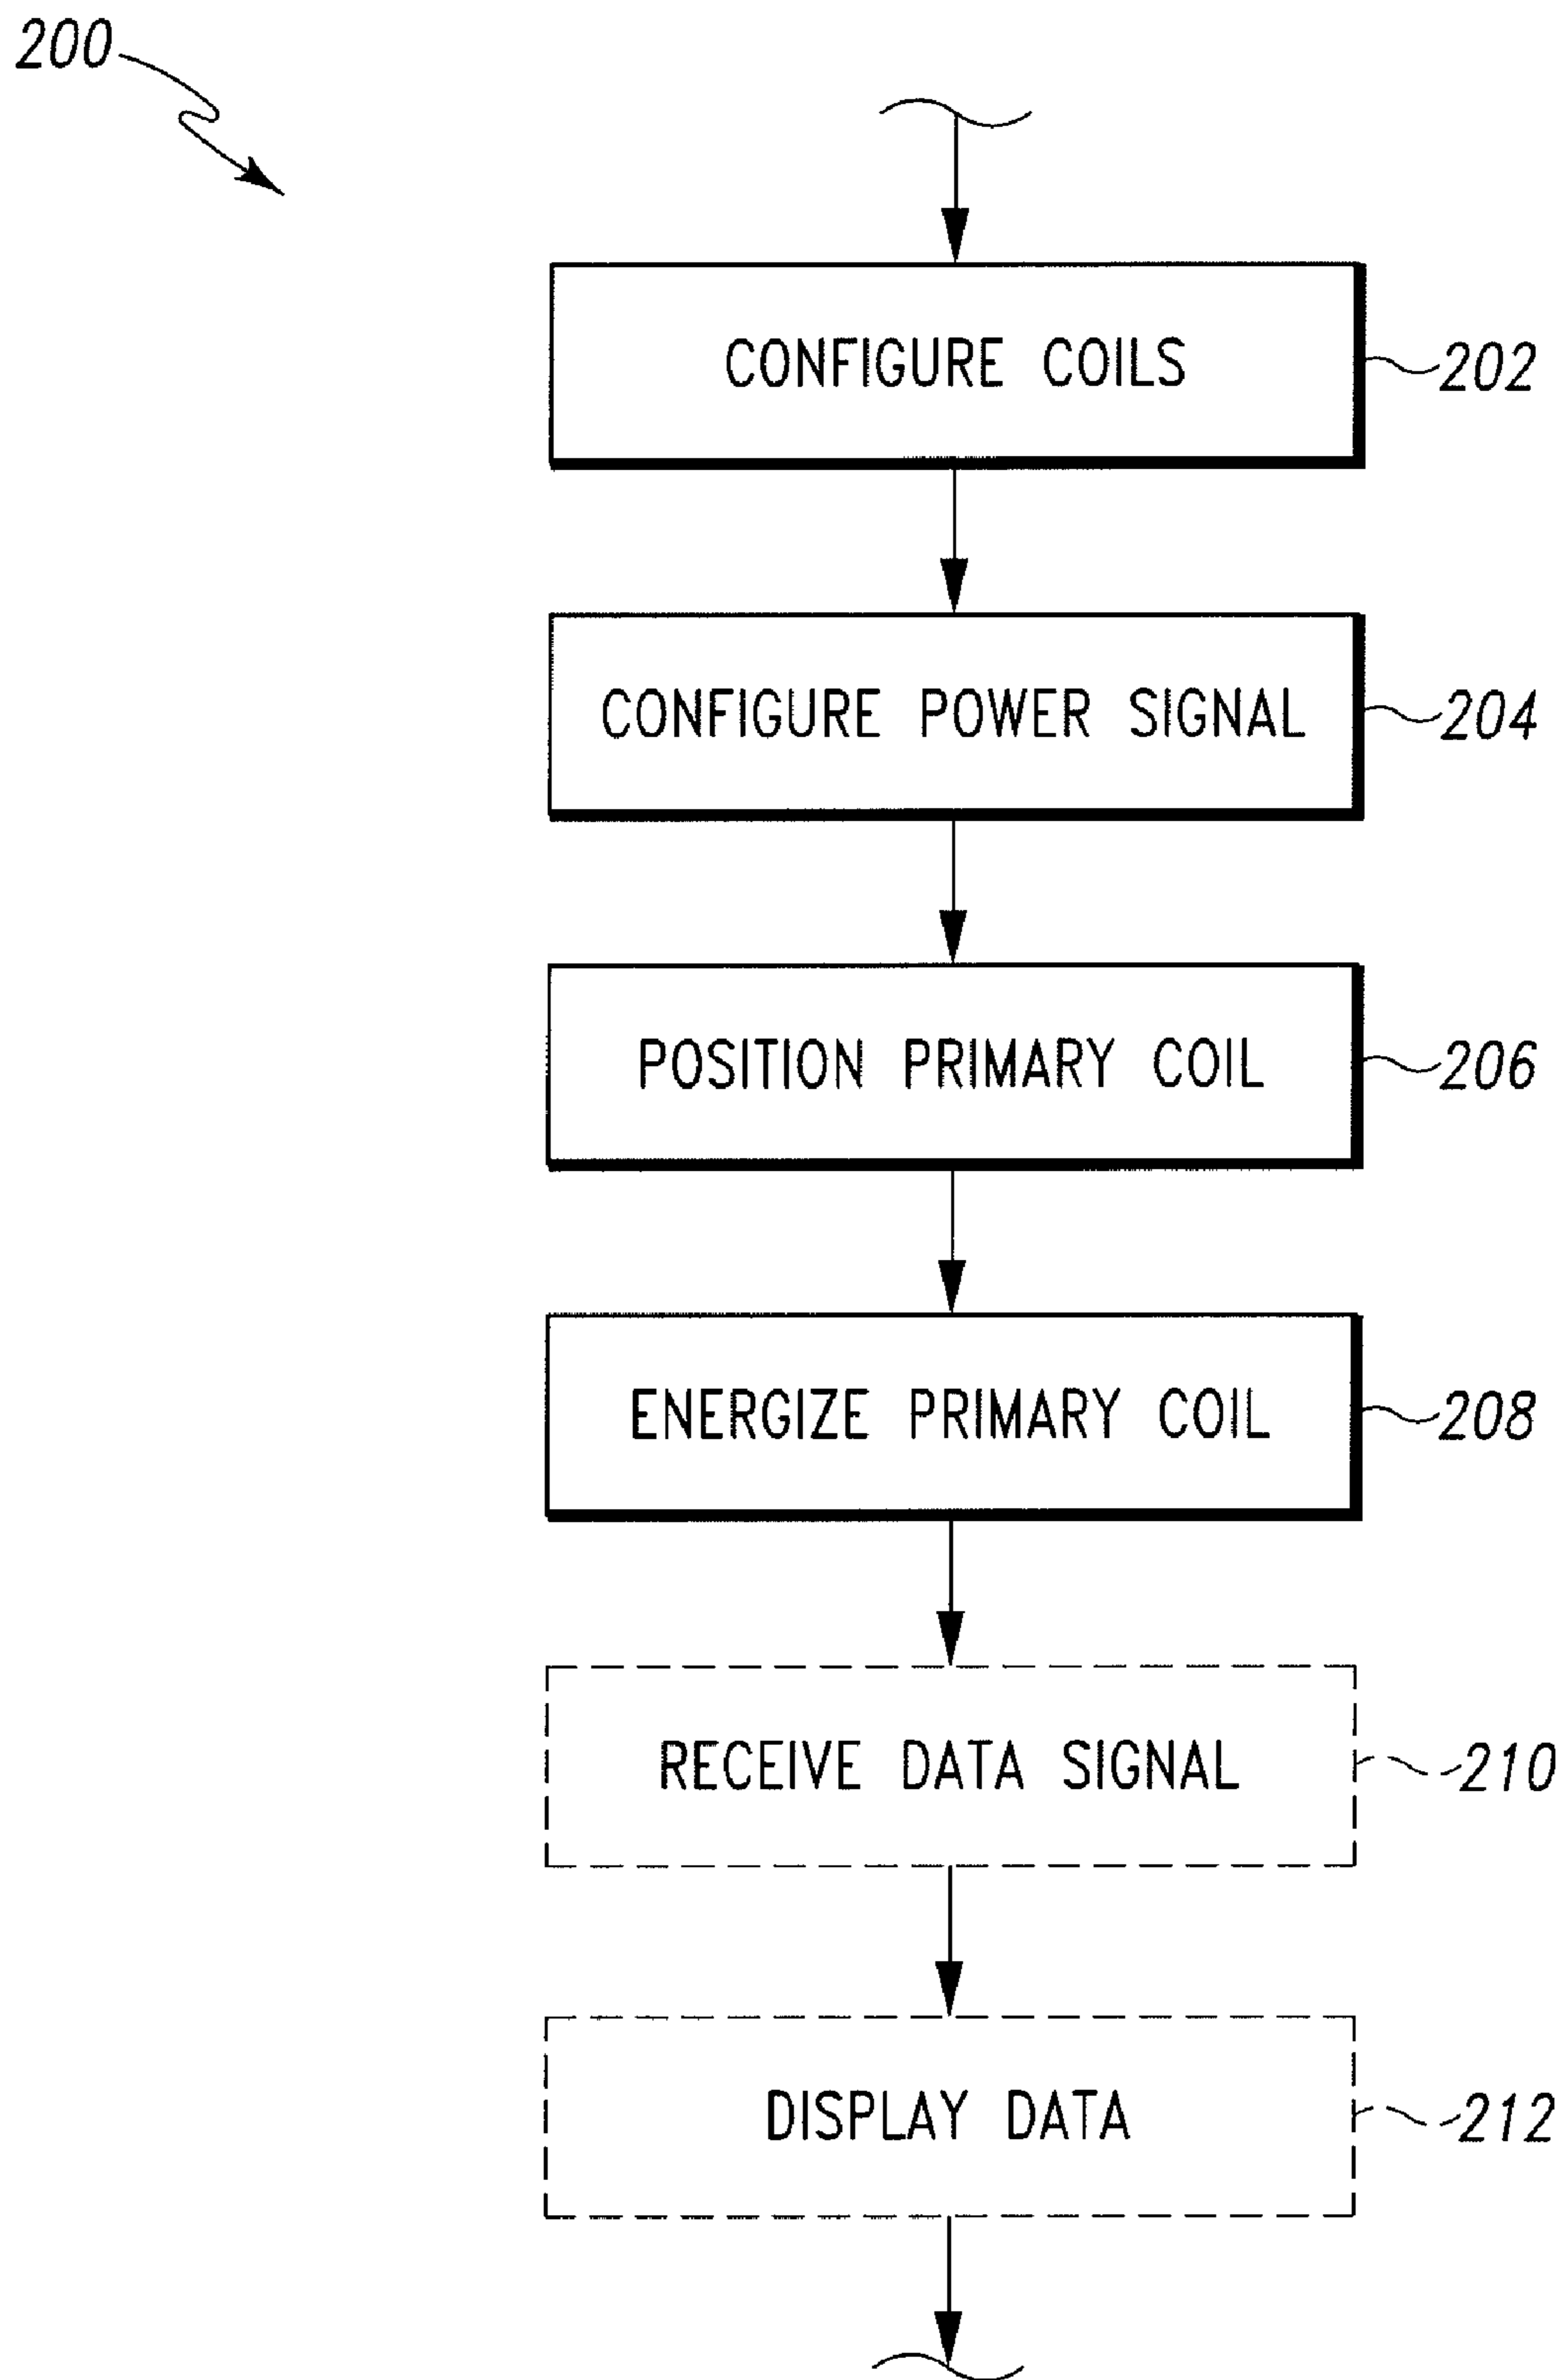 200
CONFIGURE COILS
202
CONFIGURE POWER SIGNAL
204
POSITION PRIMARY COIL
206
ENERGIZE PRIMARY COIL
208
RECEIVE DATA SIGNAL
210
DISPLAY DATA
212